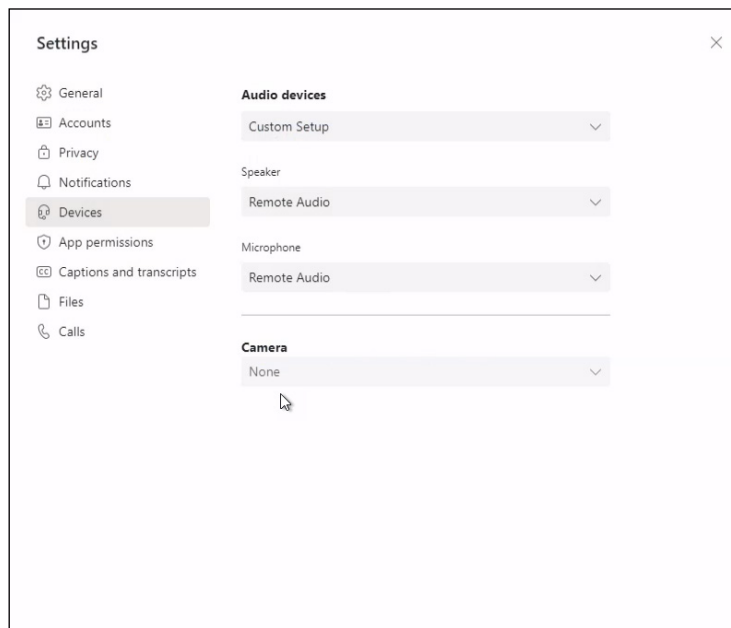 Settings
General
Accounts
Privacy
Notifications
Devices
App permissions
CC Captions and transcripts
Files
Calls
Audio devices
Custom Setup
Speaker
Remote Audio
Microphone
Remote Audio
Camera
None